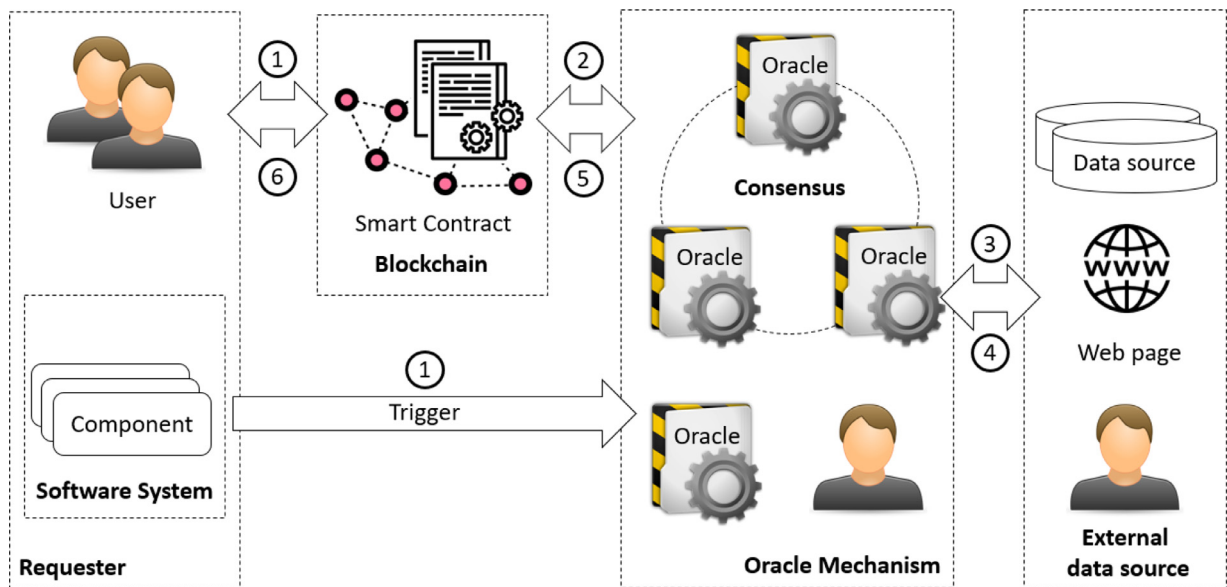 1
6
User
Smart Contract
Blockchain
2
5
Oracle
Consensus
Oracle
Oracle
3
4
Data source
www
Web page
Component
Software System
Requester
1
Trigger
Oracle
Oracle Mechanism
External
data source